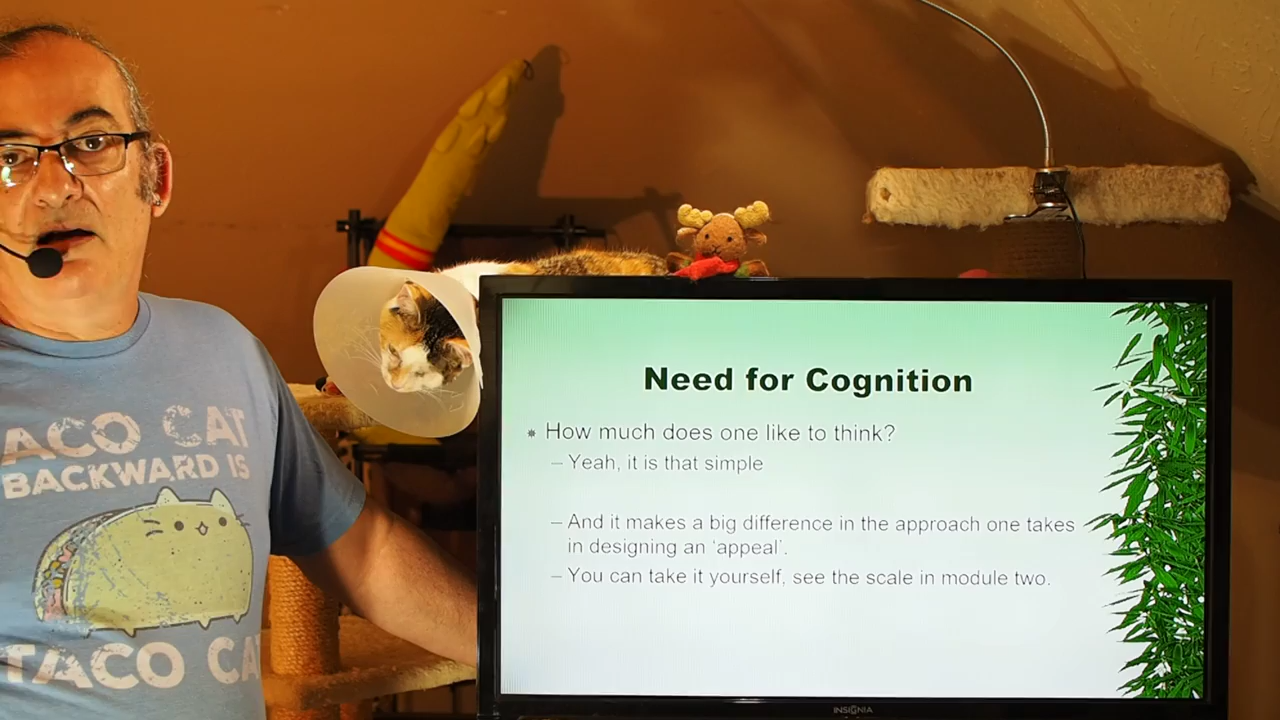 ACO CAT
BACKWARD IS
TACO CA
Need for Cognition
How much does one like to think?
– Yeah, it is that simple
– And it makes a big difference in the approach one takes
in designing an ‘appeal’.
– You can take it yourself, see the scale in module two.
INSIGNIA